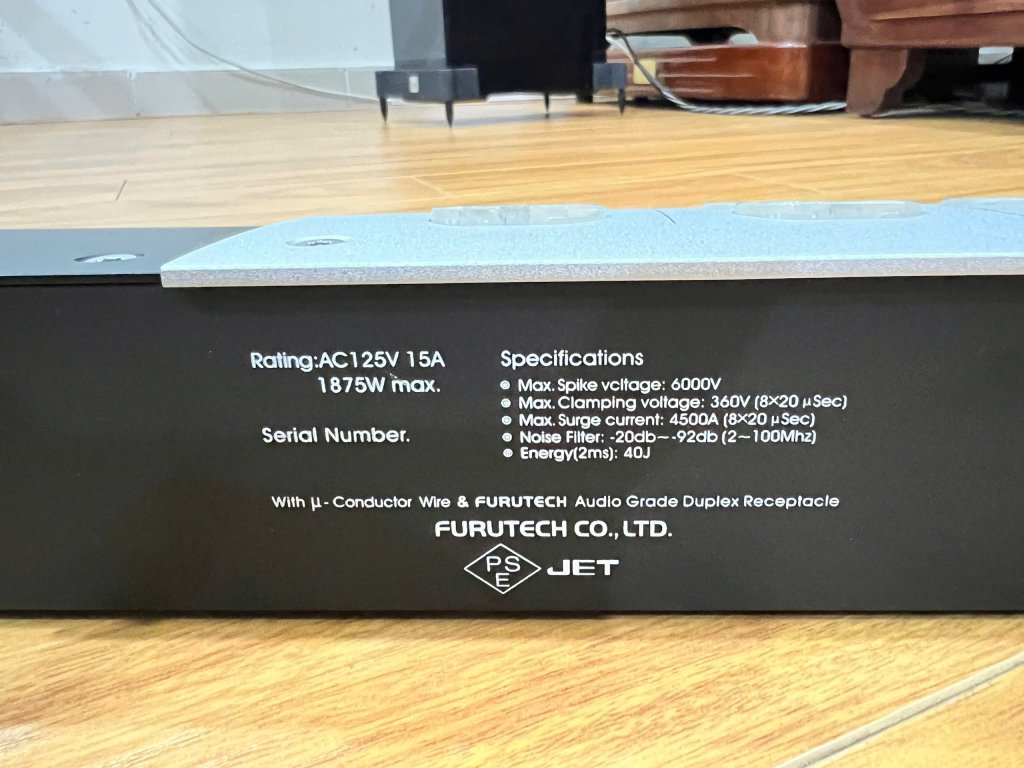 Rating:AC125V 15A
1875W max.
Serial Number.
Specifications
Max. Spike vcltage: 6000V
Max. Clamping voltage: 360V (8×20 μSec)
Max. Surge current: 4500A (8×20 μSec)
Noise Filter: -20db~-92db (2~100Mhz)
Energy(2ms): 40J
With μ-Conductor Wire & FURUTECH Audio Grade Duplex Receptacle
FURUTECH CO., LTD.
PS
E JET